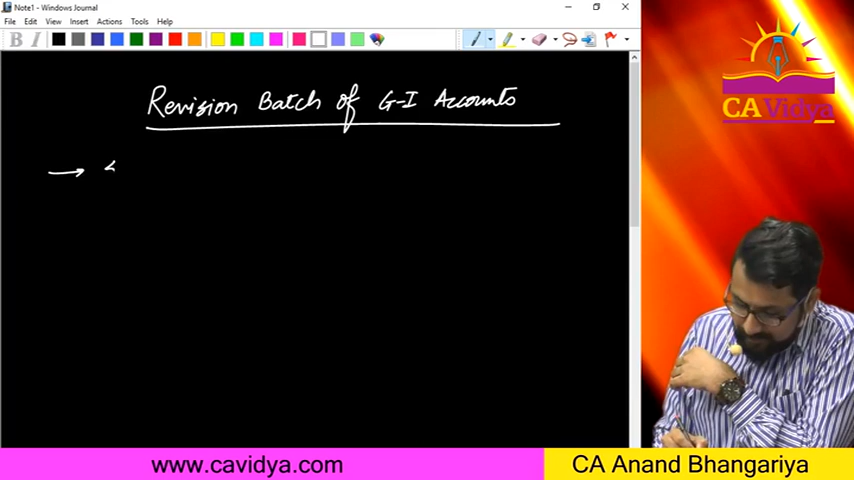 Note1 - Windows Journal
File Edit View Insert Actions Tools Help
B I
Revision Batch of G-I Accounts
→
CA Vidya
www.cavidya.com
CA Anand Bhangariya